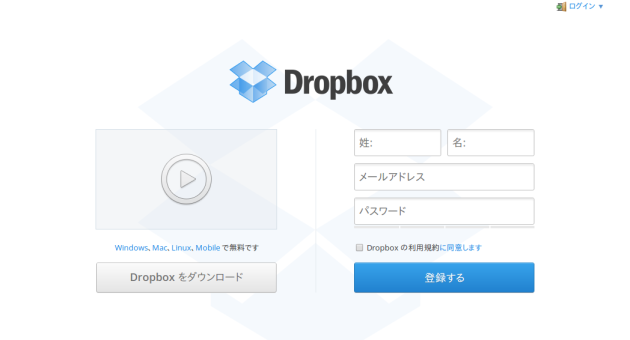 ログイン
Dropbox
姓:
名:
メールアドレス
パスワード
Windows、Mac、Linux、Mobile で無料です
Dropbox の利用規約に同意します
Dropbox をダウンロード
登録する